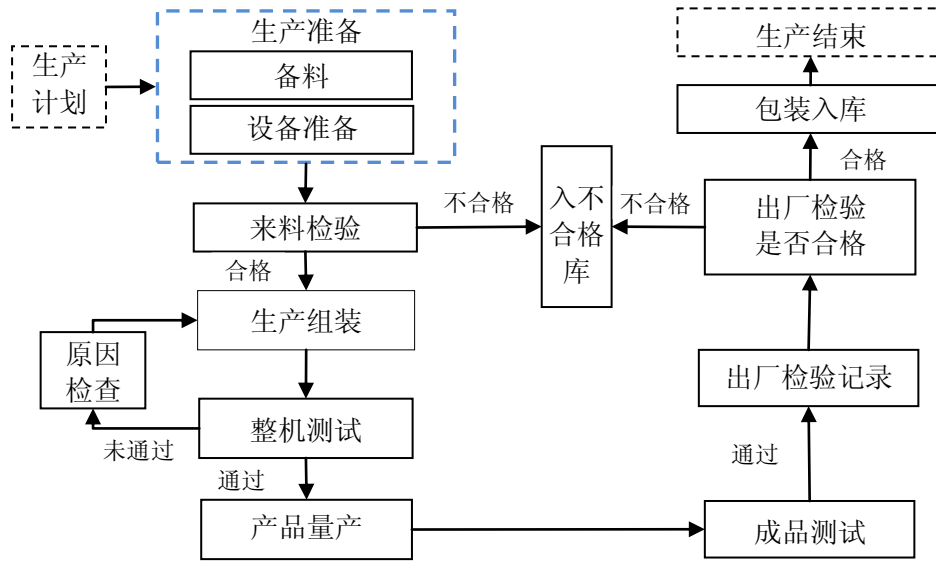 生产
计划
生产准备
备料
设备准备
来料检验
不合格
合格
生产组装
原因
检查
整机测试
未通过
通过
产品量产
入不
合格
库
不合格
生产结束
包装入库
合格
出厂检验
是否合格
出厂检验记录
通过
成品测试